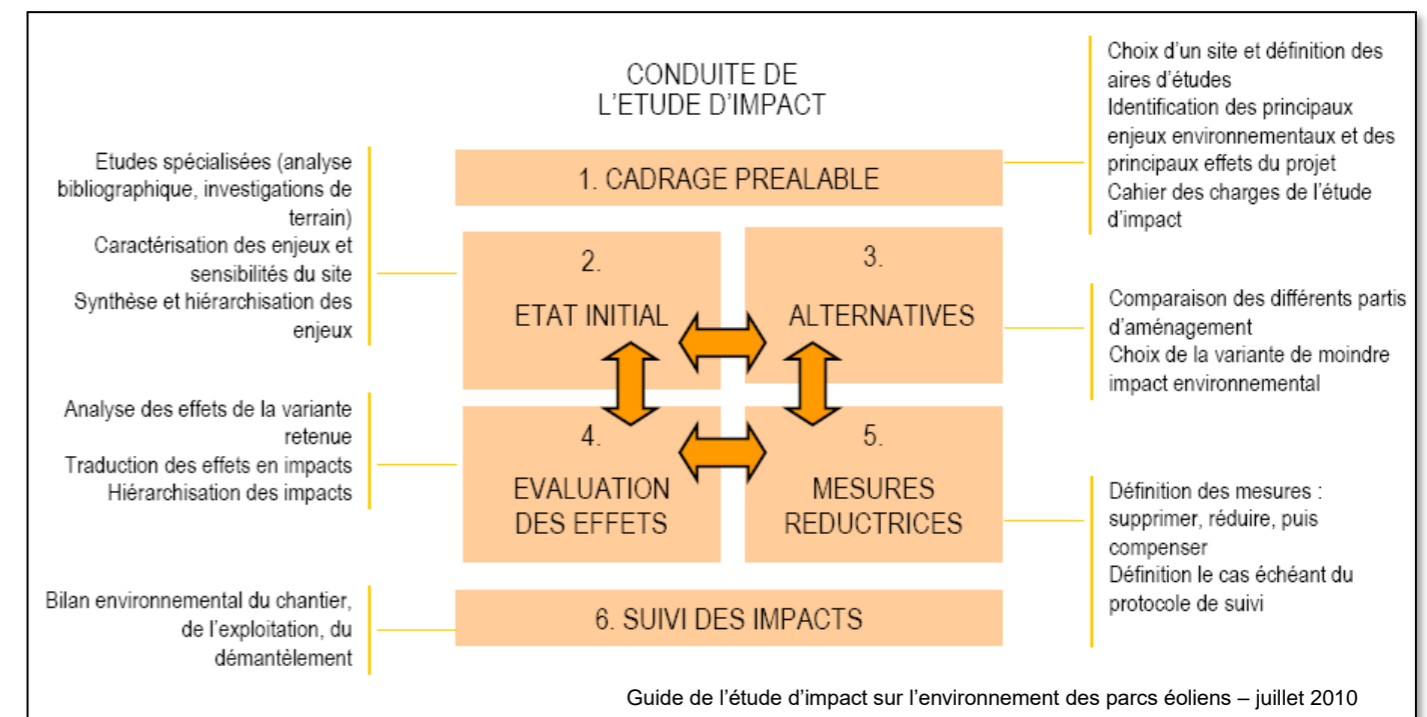 CONDUITE DE
L'ETUDE D'IMPACT
Choix d'un site et définition des
aires d'études
Identification des principaux
enjeux environnementaux et des
principaux effets du projet
Cahier des charges de l'étude
d'impact
1. CADRAGE PREALABLE
Etudes spécialisées (analyse
bibliographique, investigations de
terrain)
Caractérisation des enjeux et
sensibilités du site
Synthèse et hiérarchisation des
enjeux
2.
ETAT INITIAL
3.
ALTERNATIVES
Comparaison des différents partis
d'aménagement
Choix de la variante de moindre
impact environnemental
Analyse des effets de la variante
retenue
Traduction des effets en impacts
Hiérarchisation des impacts
4.
EVALUATION
DES EFFETS
5.
MESURES
REDUCTRICES
Définition des mesures :
supprimer, réduire, puis
compenser
Définition le cas échéant du
protocole de suivi
Bilan environnemental du chantier,
de l'exploitation, du
démantèlement
6. SUIVI DES IMPACTS
Guide de l'étude d'impact sur l'environnement des parcs éoliens – juillet 2010